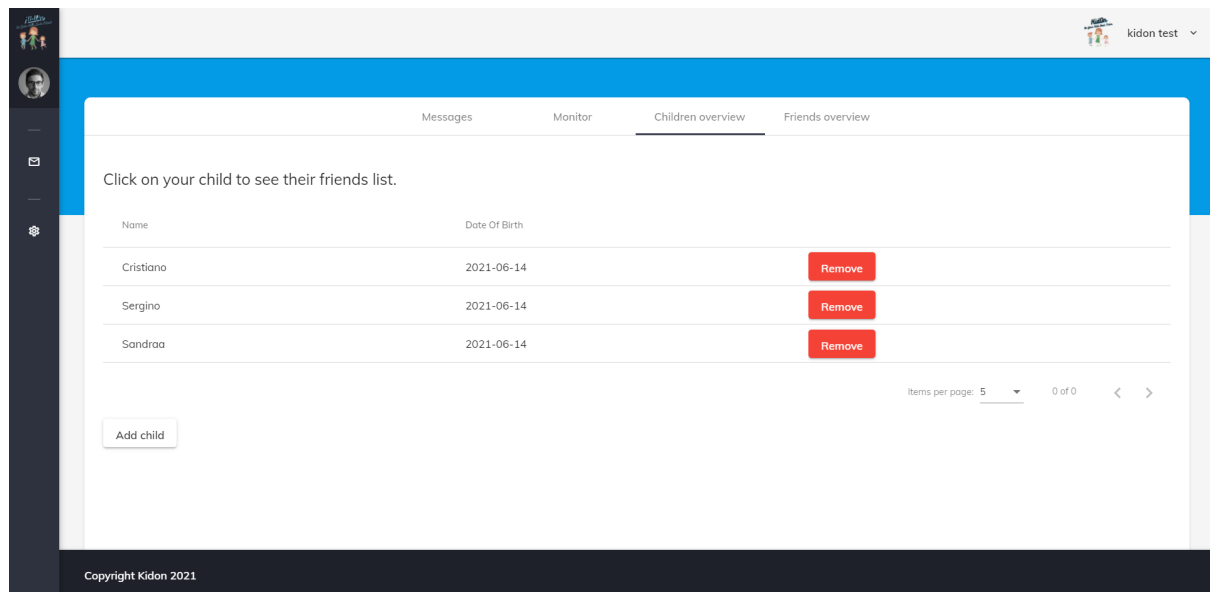 kidon test
Messages Monitor Children overview Friends overview
Click on your child to see their friends list.
Name Date Of Birth
Cristiano 2021-06-14 Remove
Sergino 2021-06-14 Remove
Sandraa 2021-06-14 Remove
Items per page: 5 0 of 0
Add child
Copyright Kidon 2021